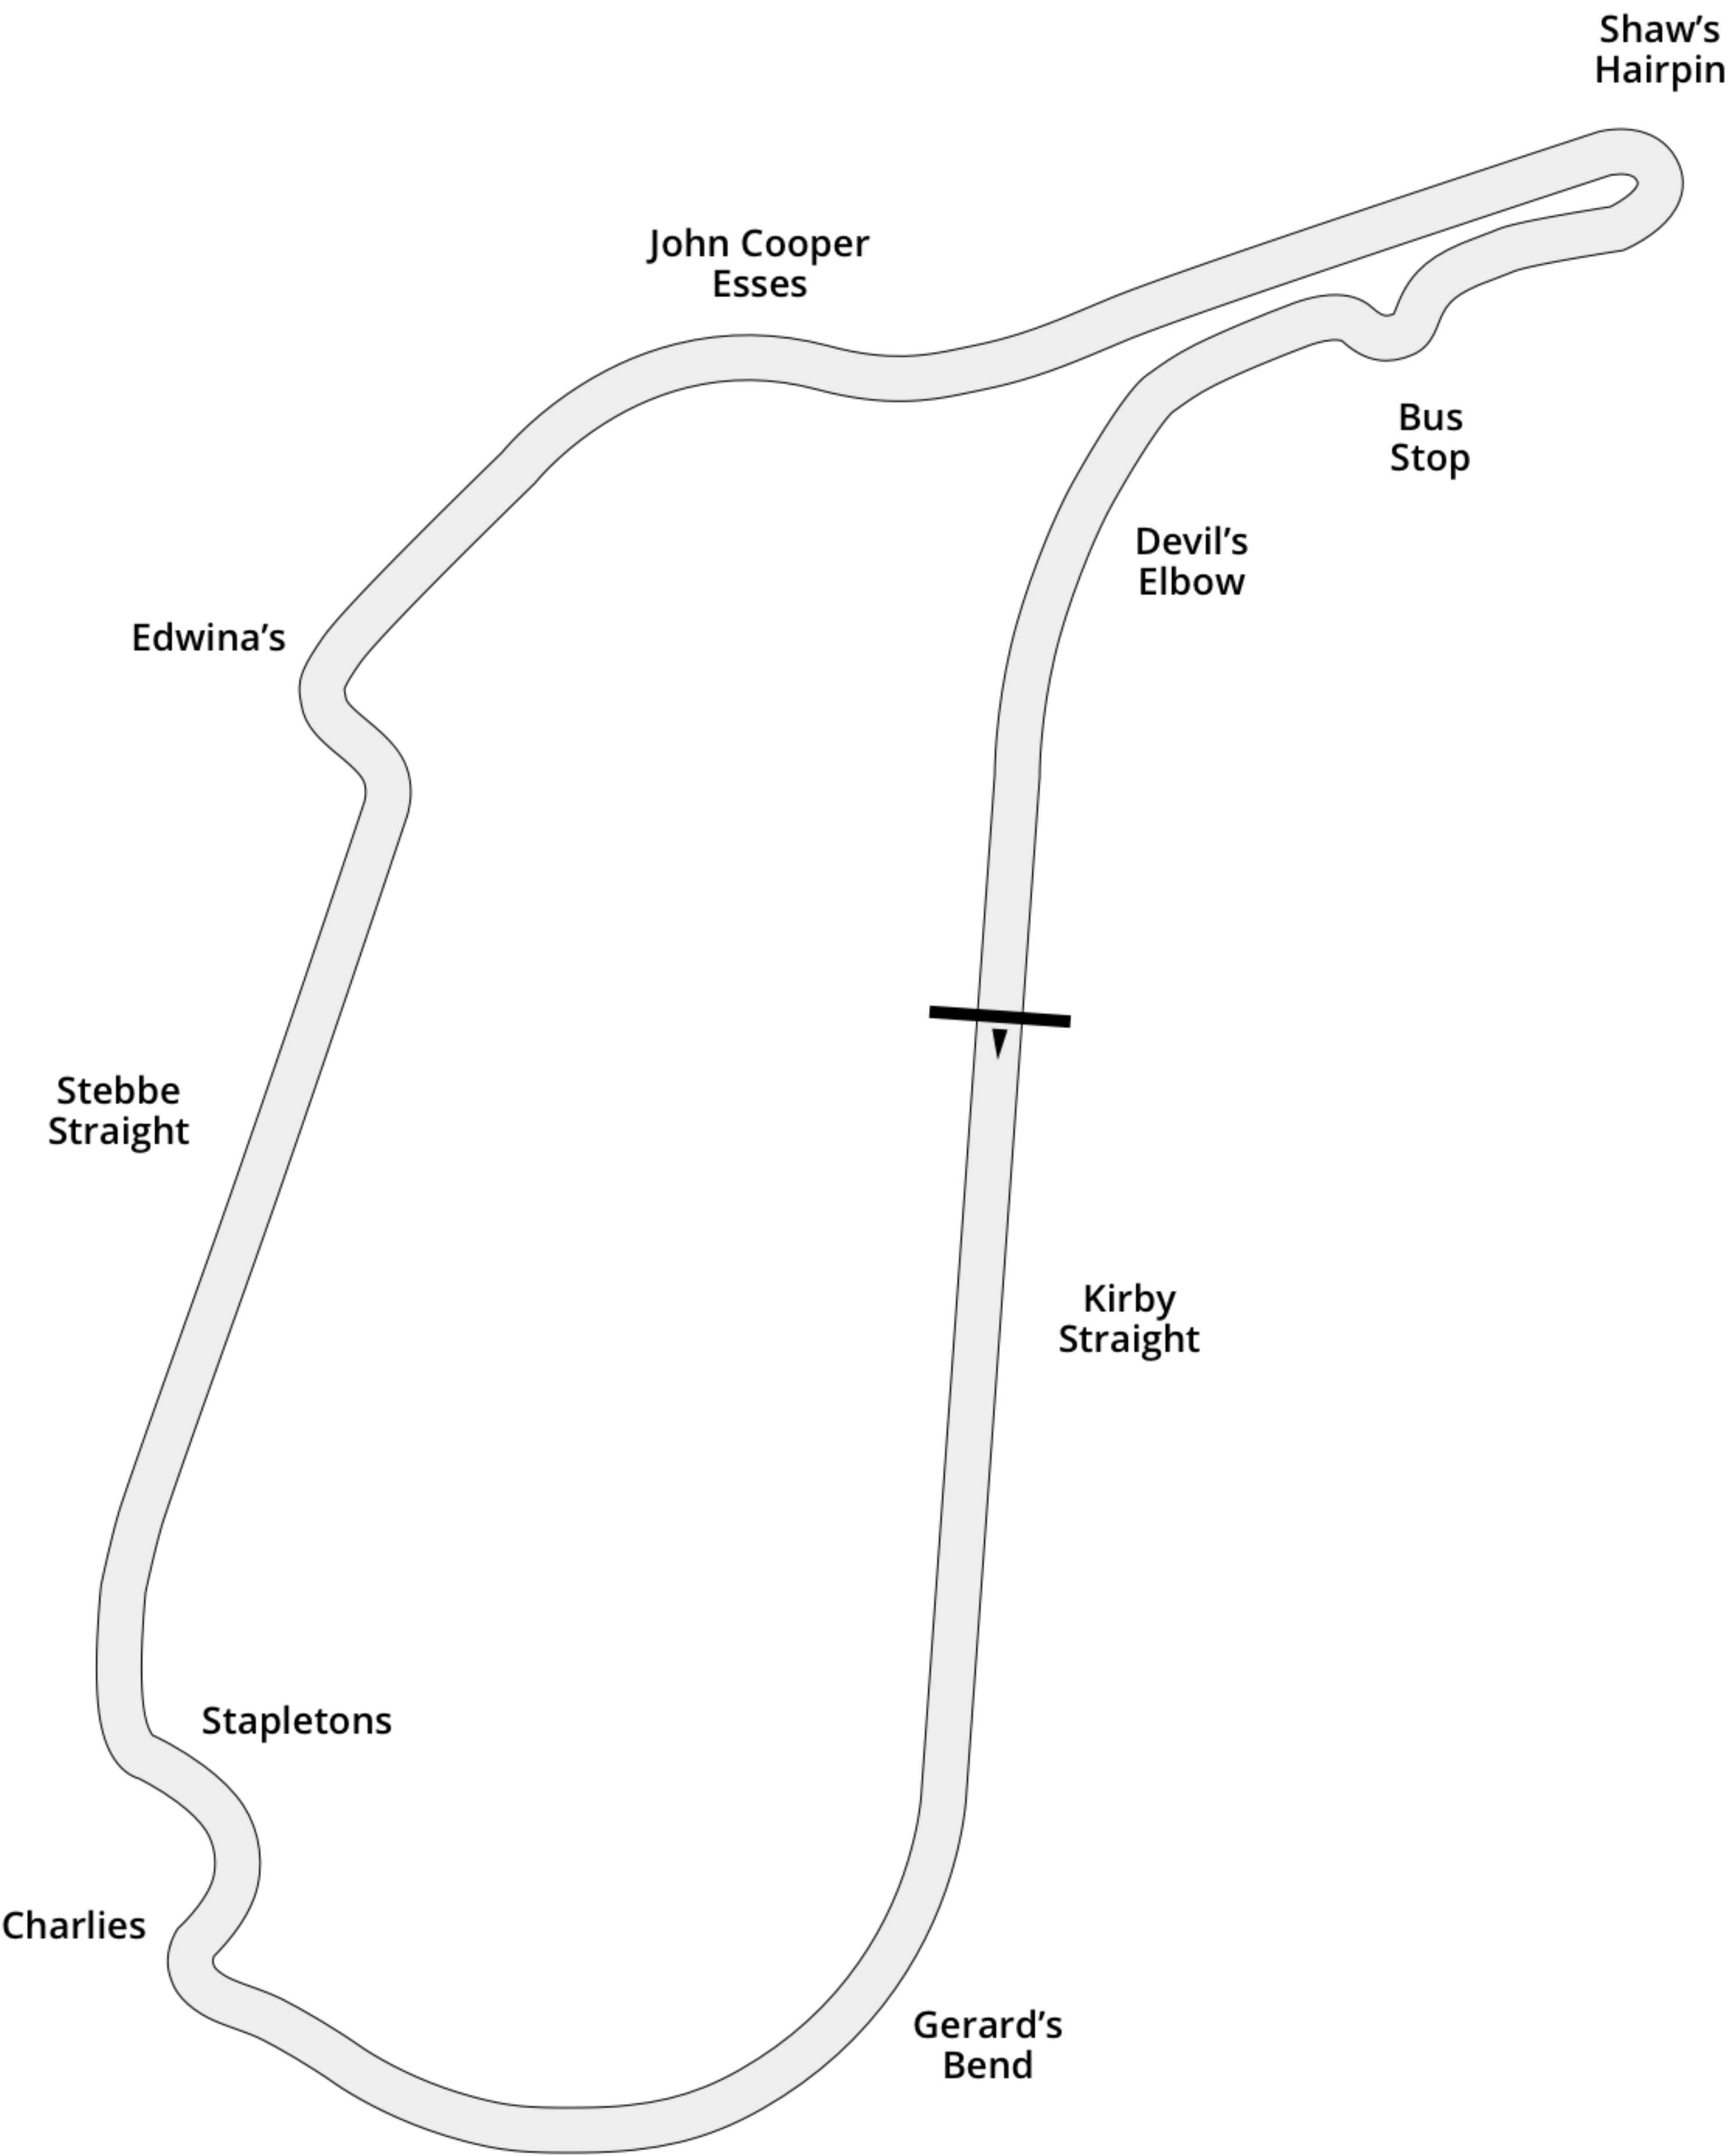 Shaw’s
Hairpin
John Cooper
Esses
Bus
Stop
Devil’s
Elbow
Edwina’s
Stebbe
Straight
Kirby
Straight
Stapletons
Charlies
Gerard’s
Bend